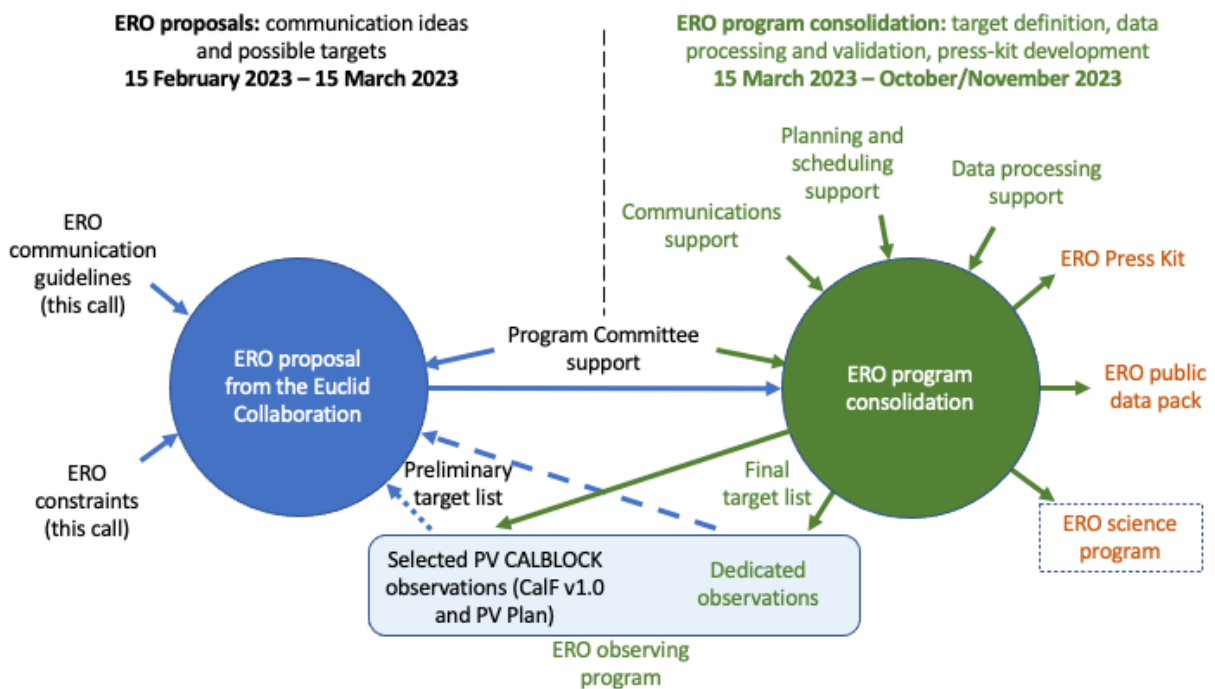 ERO proposals: communication ideas
and possible targets
15 February 2023 – 15 March 2023
ERO program consolidation: target definition, data
processing and validation, press-kit development
15 March 2023 – October/November 2023
Planning and
scheduling
support
Data processing
support
Communications
support
ERO
communication
guidelines
(this call)
ERO Press Kit
Program Committee
support
ERO proposal
from the Euclid
Collaboration
ERO program
consolidation
ERO public
data pack
ERO
constraints
(this call)
Preliminary
target list
Final
target list
ERO science
program
Selected PV CALBLOCK
observations (CalF v1.0
and PV Plan)
Dedicated
observations
ERO observing
program